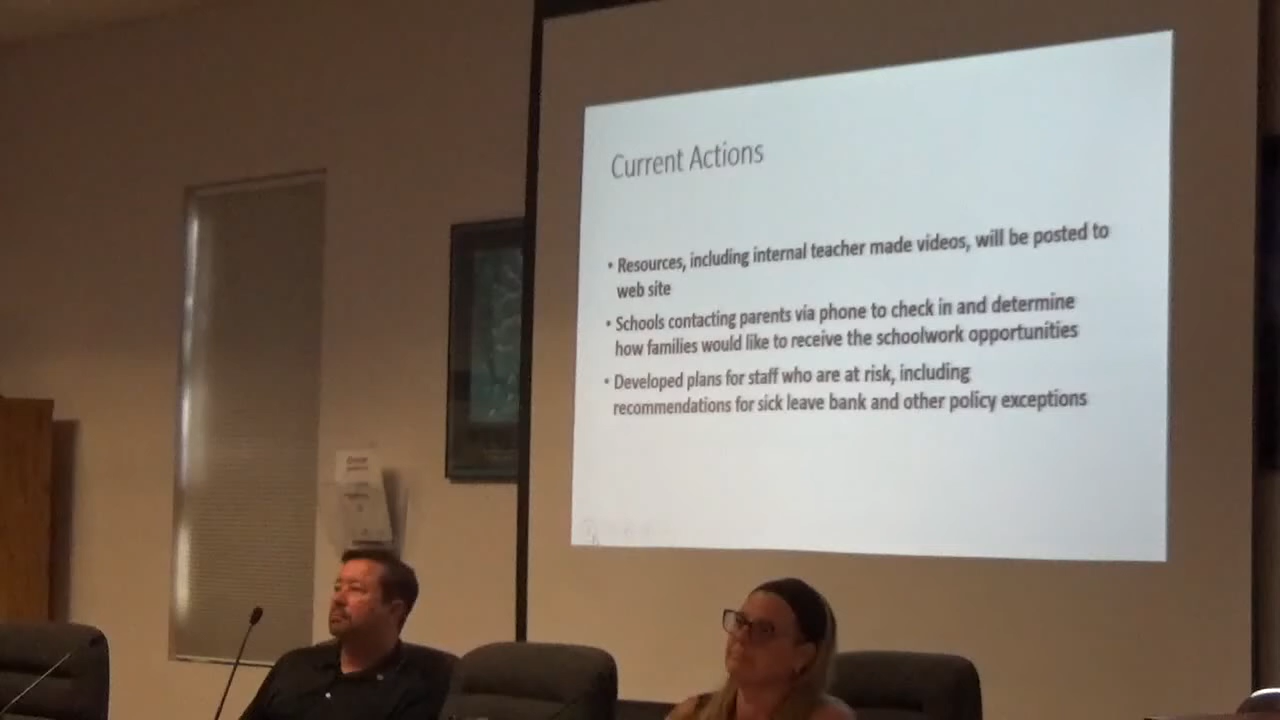 Current Actions
• Resources, including internal teacher made videos, will be posted to
web site
• Schools contacting parents via phone to check in and determine
how families would like to receive the schoolwork opportunities
• Developed plans for staff who are at risk, including
recommendations for sick leave bank and other policy exceptions